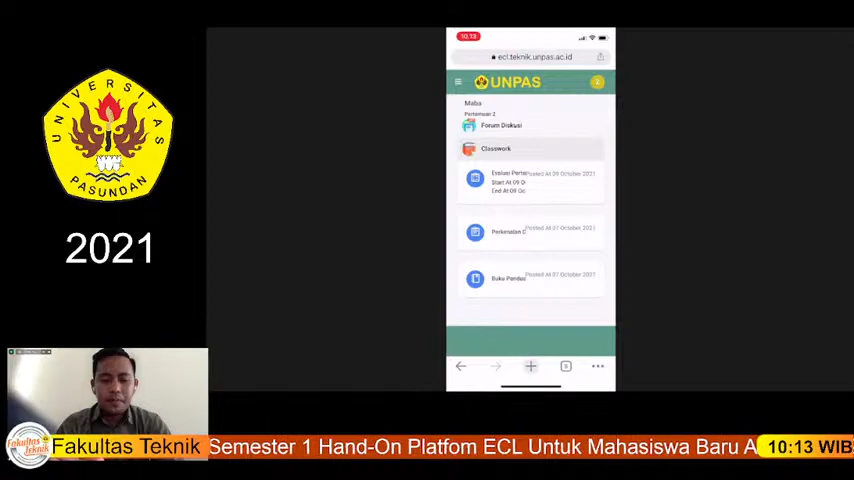 UNIVERSITAS
PASUNDAN
2021
10.13
ecl.teknik.unpas.ac.id
UNPAS
Maba
Pertemuan 2
Forum Diskusi
Classwork
Evaluasi Perte
Posted At 09 October 2021
Start At 09 O
End At 09 Oc
Perkenalan D
Posted At 07 October 2021
Buku Pandua
Posted At 07 October 2021
Fakultas Teknik
Fakultas Teknik
Semester 1 Hand-On Platfom ECL Untuk Mahasiswa Baru A
10:13 WIB